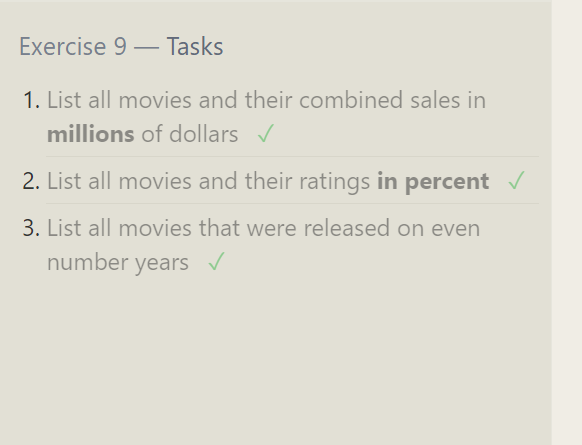 Exercise 9 — Tasks
1. List all movies and their combined sales in
millions of dollars ✓
2. List all movies and their ratings in percent ✓
3. List all movies that were released on even
number years ✓